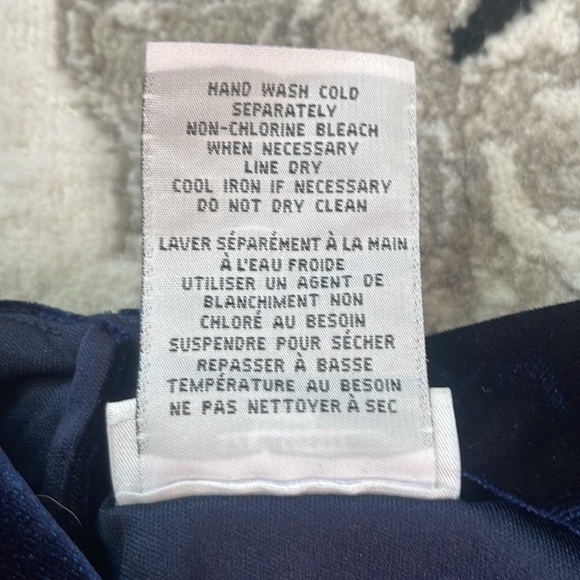 HAND WASH COLD
SEPARATELY
NON-CHLORINE BLEACH
WHEN NECESSARY
LINE DRY
COOL IRON IF NECESSARY
DO NOT DRY CLEAN
LAVER SÉPARÉMENT À LA MAIN
À L'EAU FROIDE
UTILISER UN AGENT DE
BLANCHIMENT NON
CHLORÉ AU BESOIN
SUSPENDRE POUR SÉCHER
REPASSER À BASSE
TEMPÉRATURE AU BESOIN
NE PAS NETTOYER À SEC